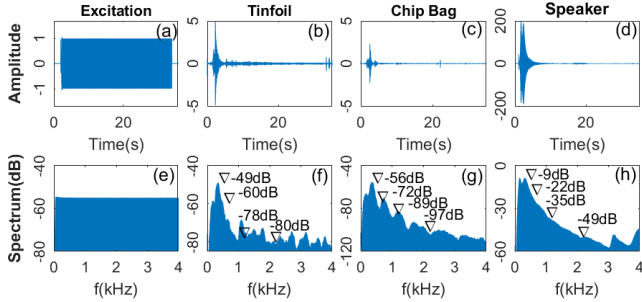 Excitation Tinfoil Chip Bag Speaker
Amplitude
1
0
-1
(a)
0 20
Time(s)
5
0
5
(b)
0 20
Time(s)
5
0
5
(c)
0 20
Time(s)
200
0
-200
(d)
0 20
Time(s)
Spectrum(dB)
-40
-60
-80
(e)
0 1 2 3 4
f(kHz)
-40
-60
-80
(f)
-49dB
-60dB
-78dB
-80dB
0 1 2 3 4
f(kHz)
-40
-80
-120
(g)
-56dB
-72dB
-89dB
-97dB
0 1 2 3 4
f(kHz)
0
-30
-60
(h)
-9dB
-22dB
-35dB
-49dB
0 1 2 3 4
f(kHz)